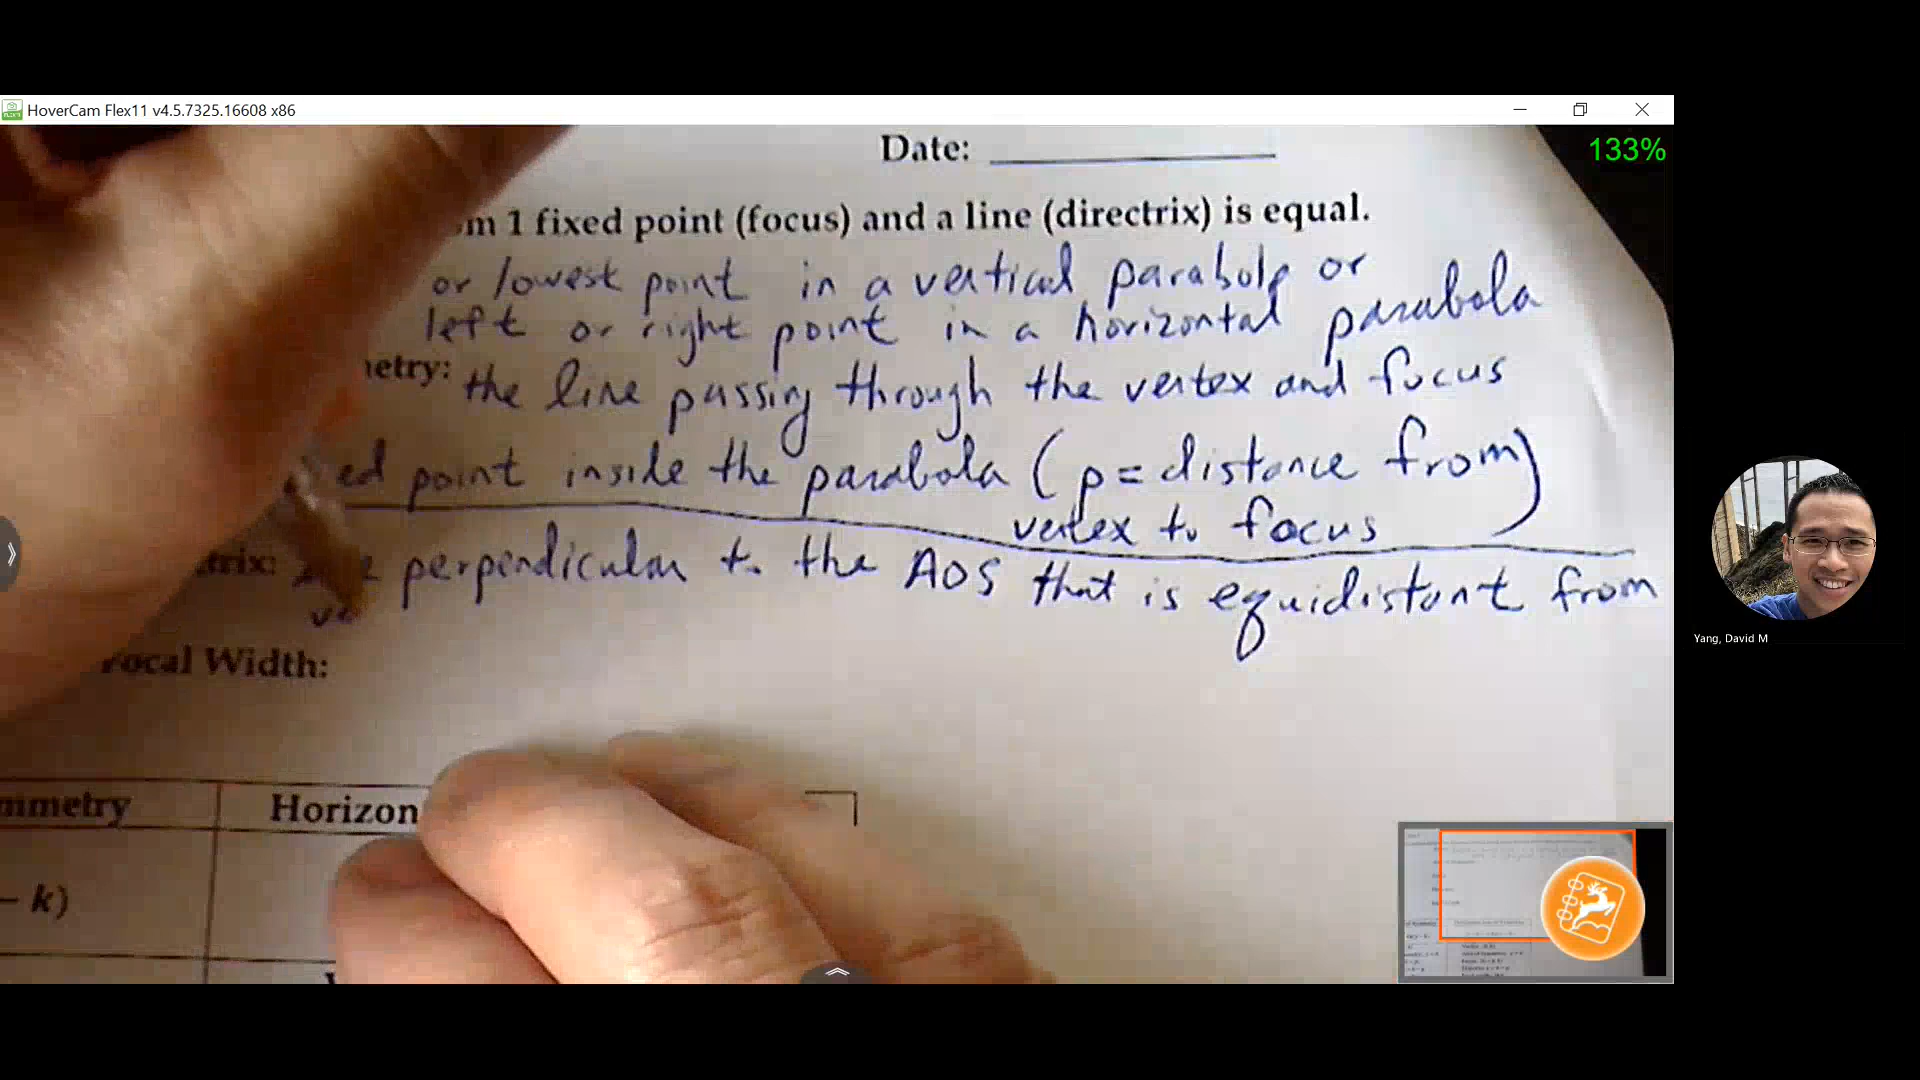 HoverCam Flex11 v4.5.7325.16608 x86
133%
Date:
m 1 fixed point (focus) and a line (directrix) is equal.
or lowest point in a vertical parabola or
left or right point in a horizontal parabola
etry: the line passing through the vertex and focus
ed point inside the parabola (p = distance from)
vertex to focus
trix: perpendicular to the AOS that is equidistant from
ve
Focal Width:
mmetry Horizon
- k)
Yang, David M